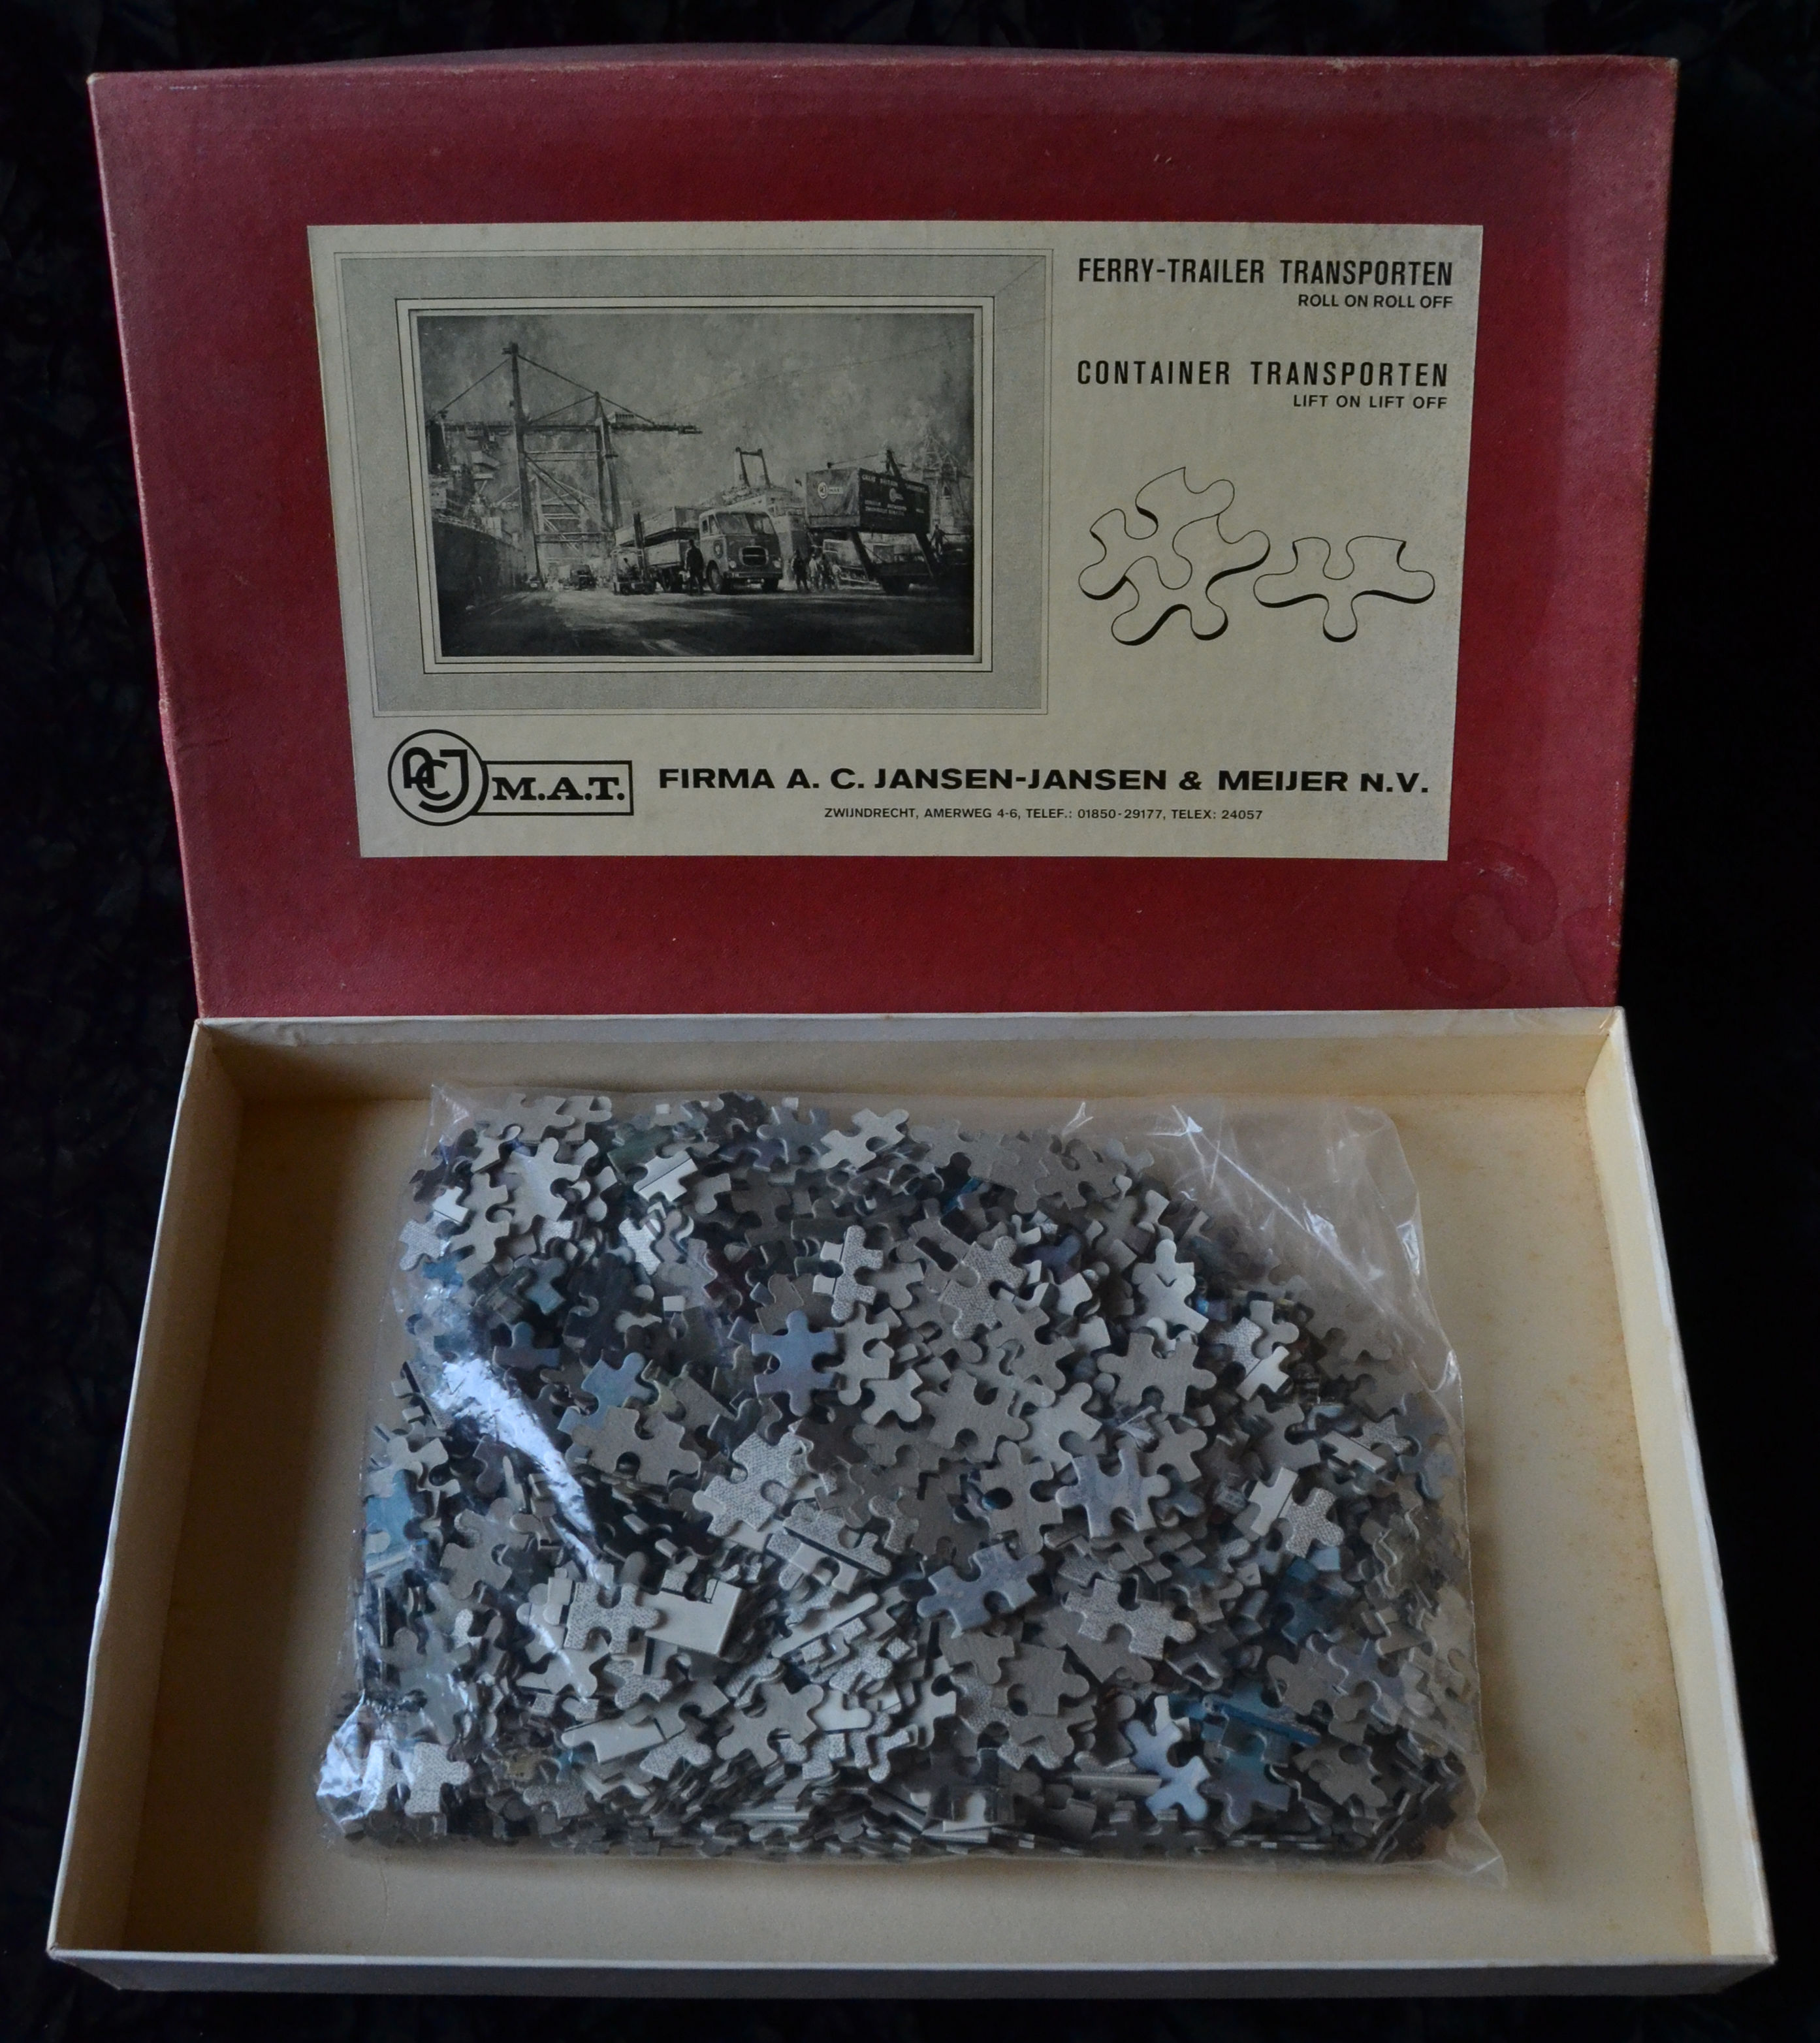 FERRY-TRAILER TRANSPORTEN
ROLL ON ROLL OFF
CONTAINER TRANSPORTEN
LIFT ON LIFT OFF
ACJ M.A.T.
FIRMA A. C. JANSEN-JANSEN & MEIJER N.V.
ZWIJNDRECHT, AMERWEG 4-6, TELEF.: 01850-29177, TELEX: 24057